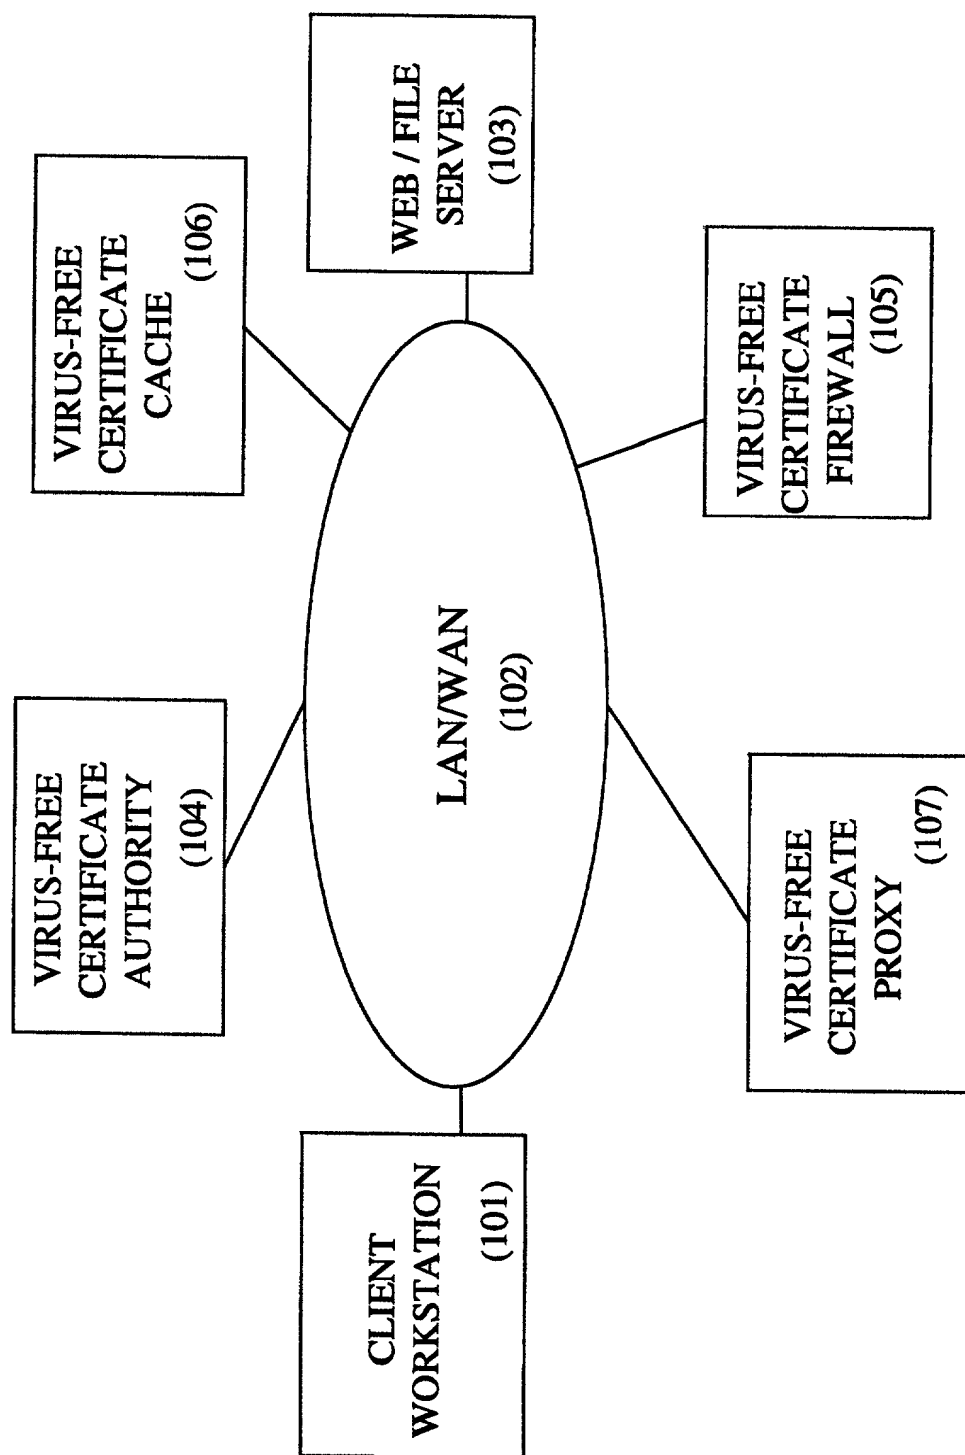 VIRUS-FREE
CERTIFICATE
AUTHORITY
(104)
VIRUS-FREE
CERTIFICATE
CACHE
(106)
CLIENT
WORKSTATION
(101)
LAN/WAN
(102)
WEB / FILE
SERVER
(103)
VIRUS-FREE
CERTIFICATE
PROXY
(107)
VIRUS-FREE
CERTIFICATE
FIREWALL
(105)